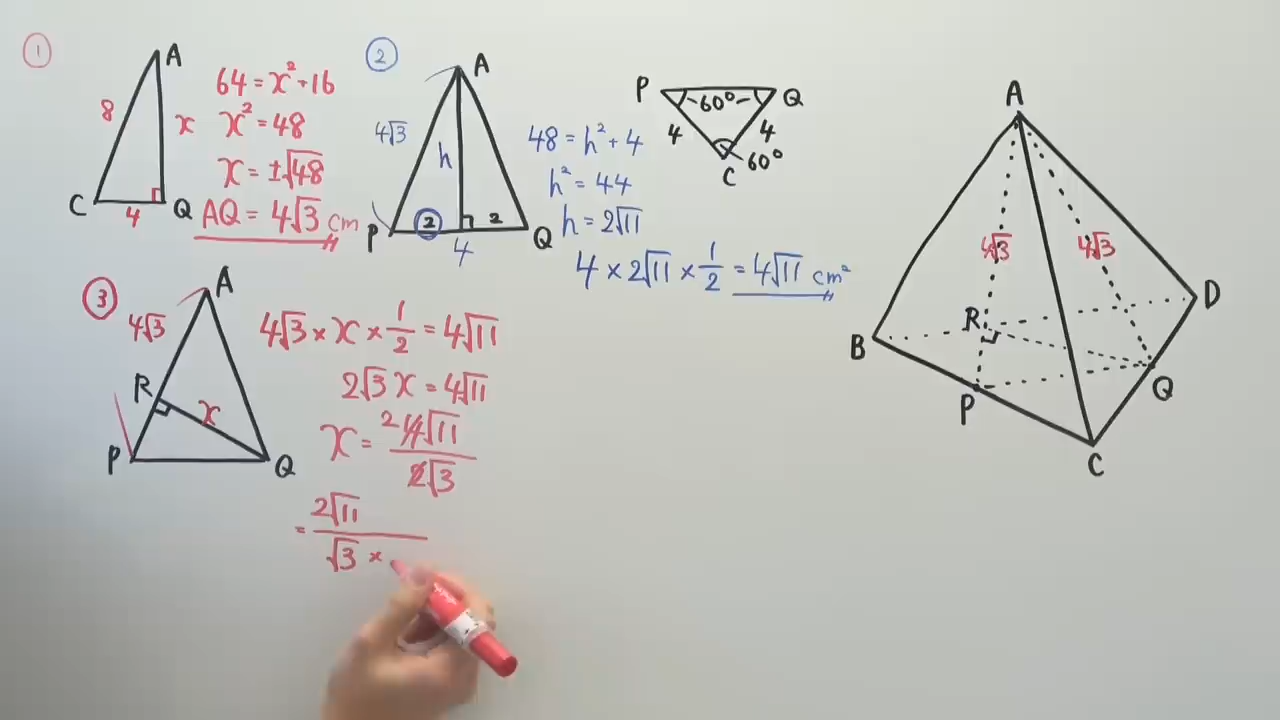 ①
A
8
x
C
4
Q
64 = x² + 16
x² = 48
x = ±√48
AQ = 4√3 cm
②
A
4√3
h
P
2
2
Q
4
48 = h² + 4
h² = 44
h = 2√11
4 × 2√11 × 1/2 = 4√11 cm²
P
60°
Q
4
4
60°
C
③
A
4√3
R
x
P
Q
4√3 × x × 1/2 = 4√11
2√3 x = 4√11
x = 2 4√11 / 2√3
= 2√11 / √3 ×
A
4√3
4√3
D
R
B
Q
P
C